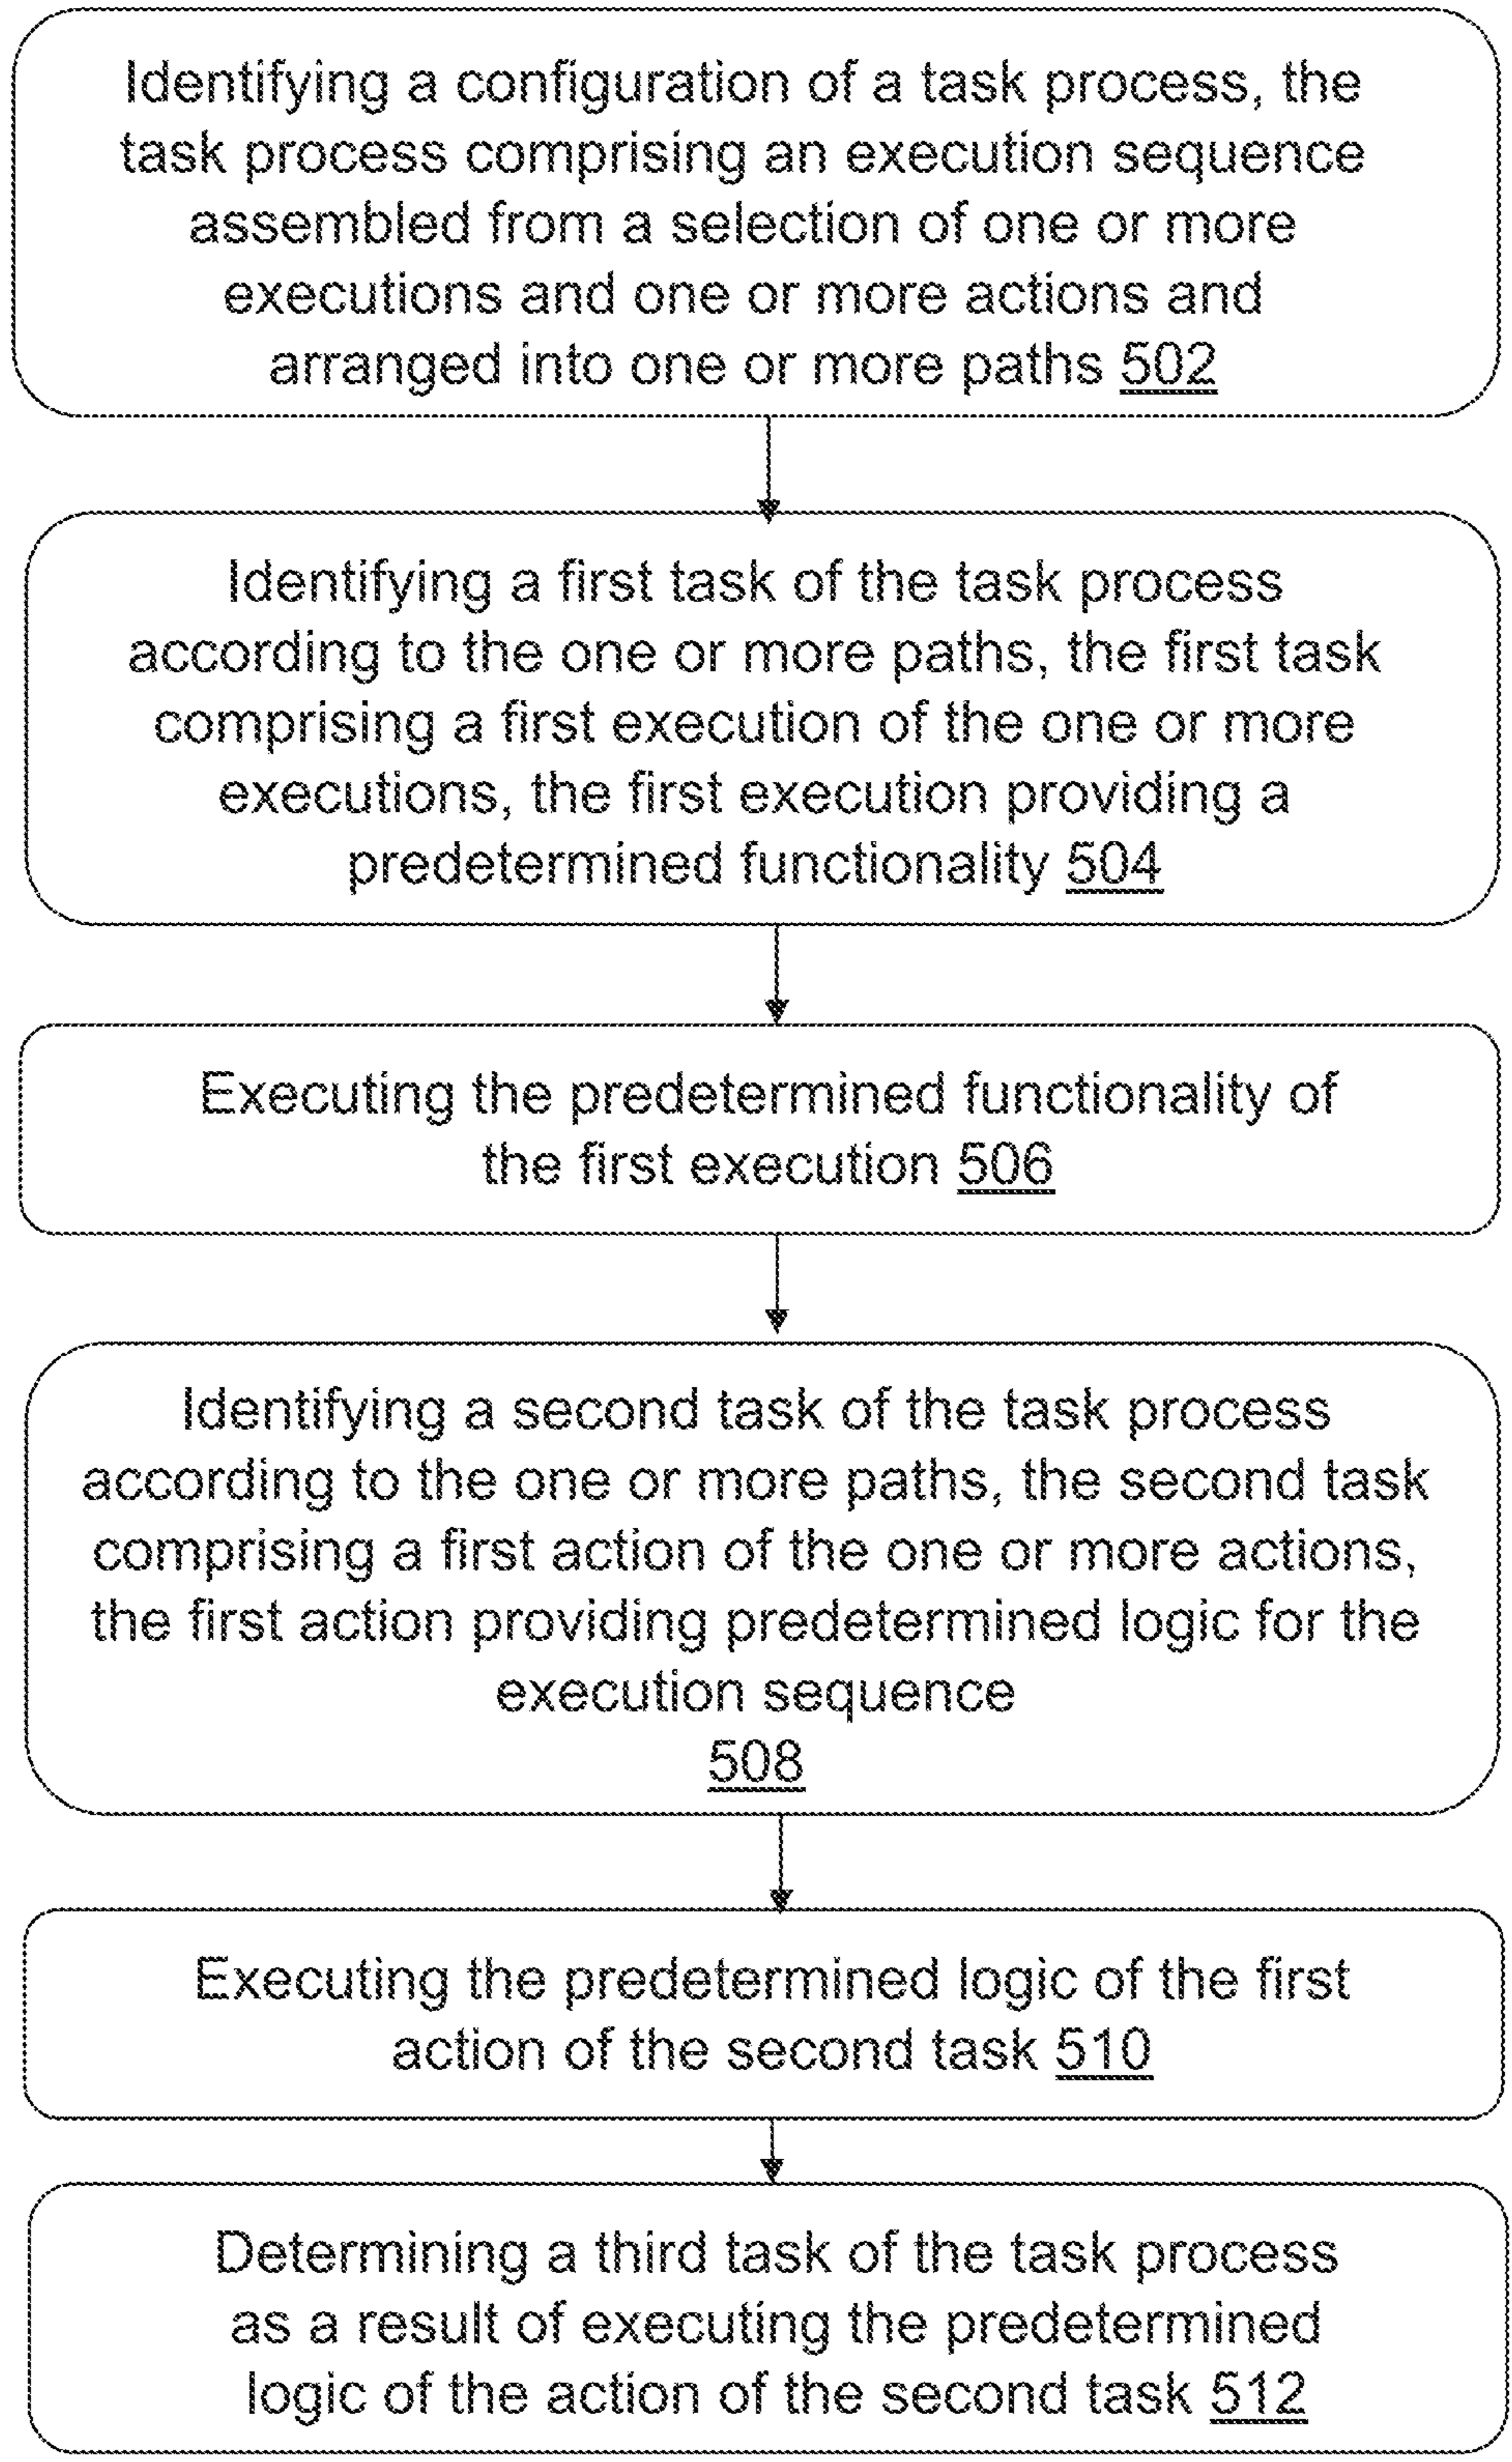 Identifying a configuration of a task process, the
task process comprising an execution sequence
assembled from a selection of one or more
executions and one or more actions and
arranged into one or more paths 502
Identifying a first task of the task process
according to the one or more paths, the first task
comprising a first execution of the one or more
executions, the first execution providing a
predetermined functionality 504
Executing the predetermined functionality of
the first execution 506
Identifying a second task of the task process
according to the one or more paths, the second task
comprising a first action of the one or more actions,
the first action providing predetermined logic for the
execution sequence
508
Executing the predetermined logic of the first
action of the second task 510
Determining a third task of the task process
as a result of executing the predetermined
logic of the action of the second task 512